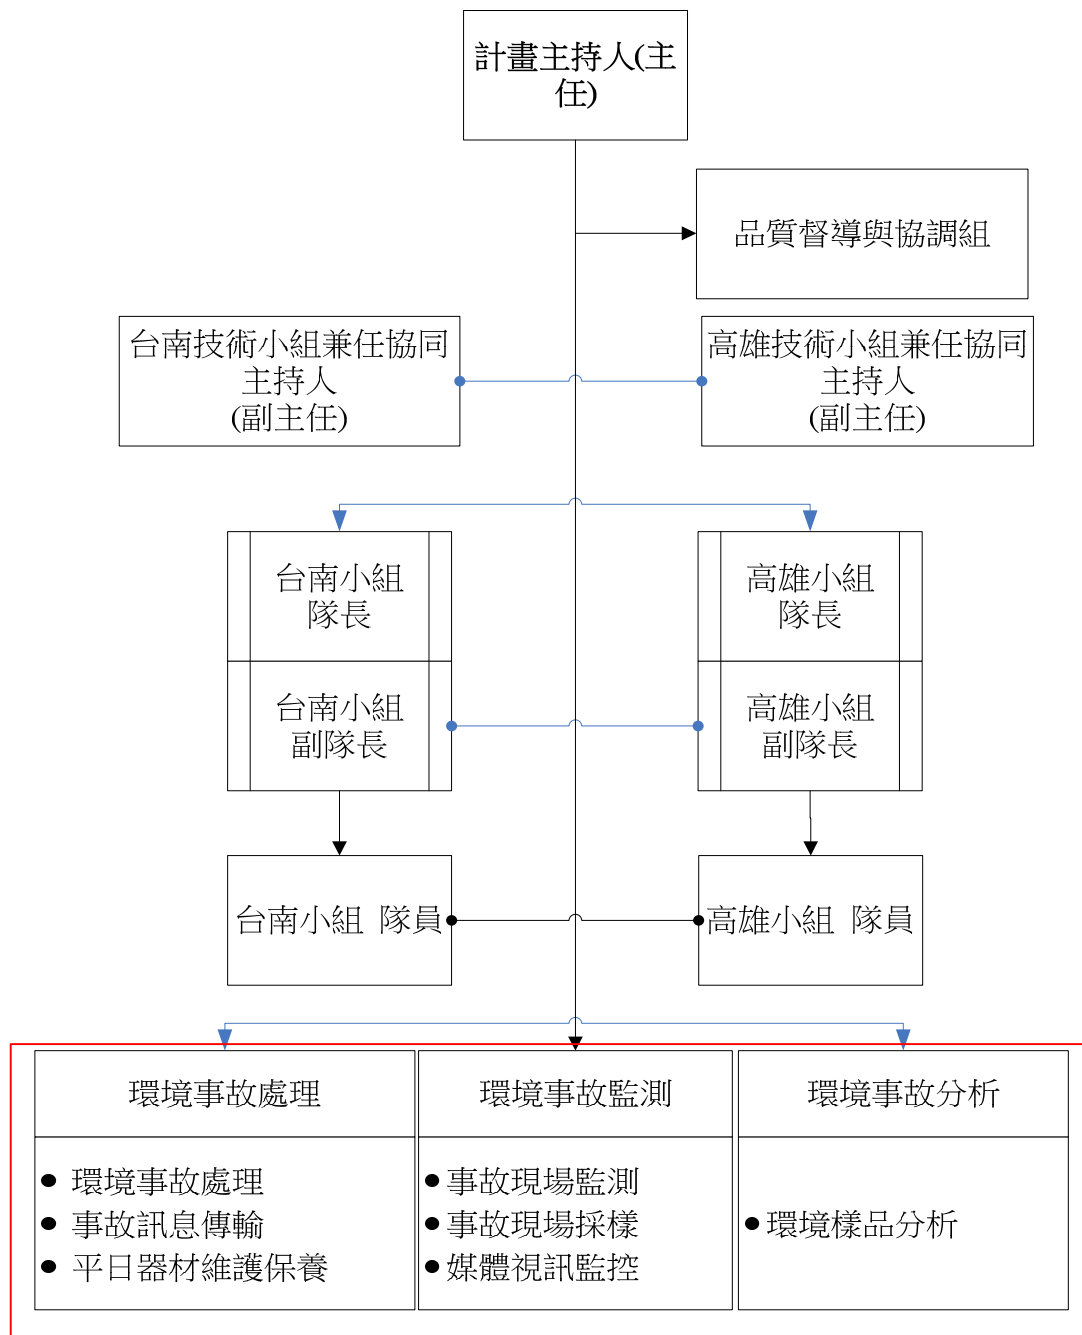 計畫主持人(主
任)
品質督導與協調組
台南技術小組兼任協同
主持人
(副主任)
高雄技術小組兼任協同
主持人
(副主任)
台南小組
隊長
高雄小組
隊長
台南小組
副隊長
高雄小組
副隊長
台南小組 隊員
高雄小組 隊員
環境事故處理
● 環境事故處理
● 事故訊息傳輸
● 平日器材維護保養
環境事故監測
● 事故現場監測
● 事故現場採樣
● 媒體視訊監控
環境事故分析
● 環境樣品分析